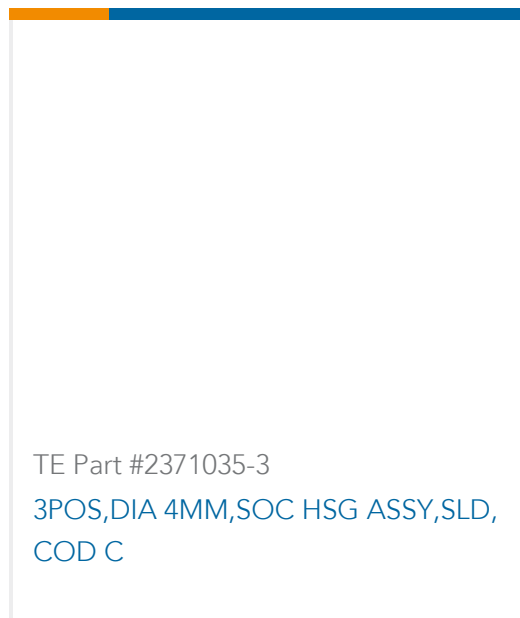 TE Part #2371035-3
3POS,DIA 4MM,SOC HSG ASSY,SLD,
COD C